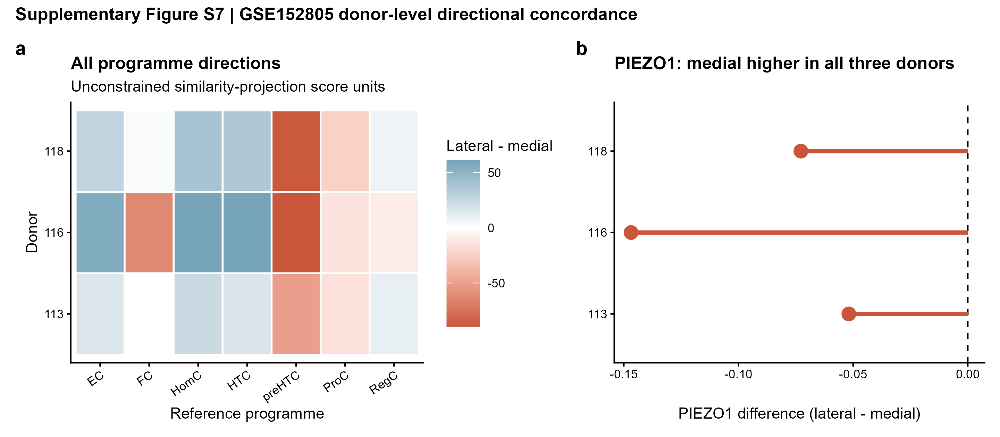 Supplementary Figure S7 | GSE152805 donor-level directional concordance
a
All programme directions
Unconstrained similarity-projection score units
Donor
118
116
113
EC
FC
HomC
HTC
preHTC
ProC
RegC
Reference programme
Lateral - medial
50
0
-50
b
PIEZO1: medial higher in all three donors
118
116
113
-0.15
-0.10
-0.05
0.00
PIEZO1 difference (lateral - medial)